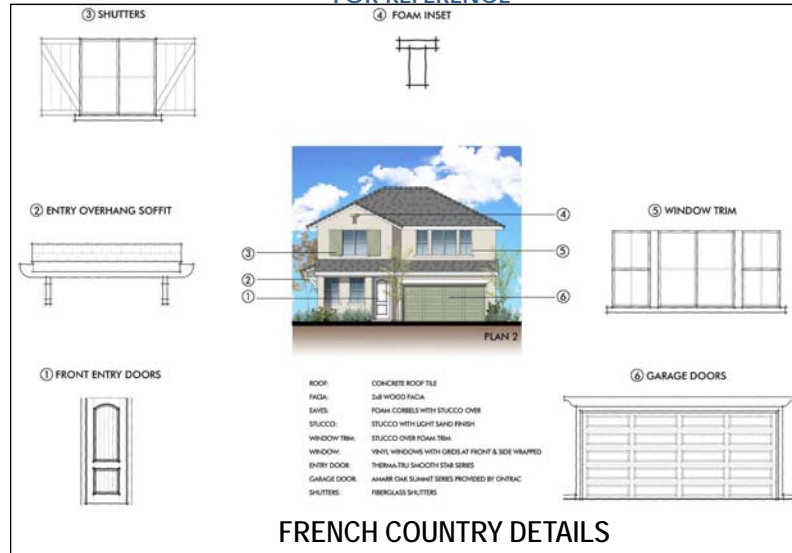 FOR REFERENCE
③ SHUTTERS
④ FOAM INSET
② ENTRY OVERHANG SOFFIT
⑤ WINDOW TRIM
③
②
①
④
⑤
⑥
PLAN 2
① FRONT ENTRY DOORS
⑥ GARAGE DOORS
ROOF: CONCRETE ROOF TILE
FACIA: 2x8 WOOD FACIA
EAVES: FOAM CORBELS WITH STUCCO OVER
STUCCO: STUCCO WITH LIGHT SAND FINISH
WINDOW TRIM: STUCCO OVER FOAM TRIM
WINDOW: VINYL WINDOWS WITH GRIDS AT FRONT & SIDE WRAPPED
ENTRY DOOR: THERMA-TRU SMOOTH STAR SERIES
GARAGE DOOR: AMARR OAK SUMMIT SERIES PROVIDED BY ONTRAC
SHUTTERS: FIBERGLASS SHUTTERS
FRENCH COUNTRY DETAILS